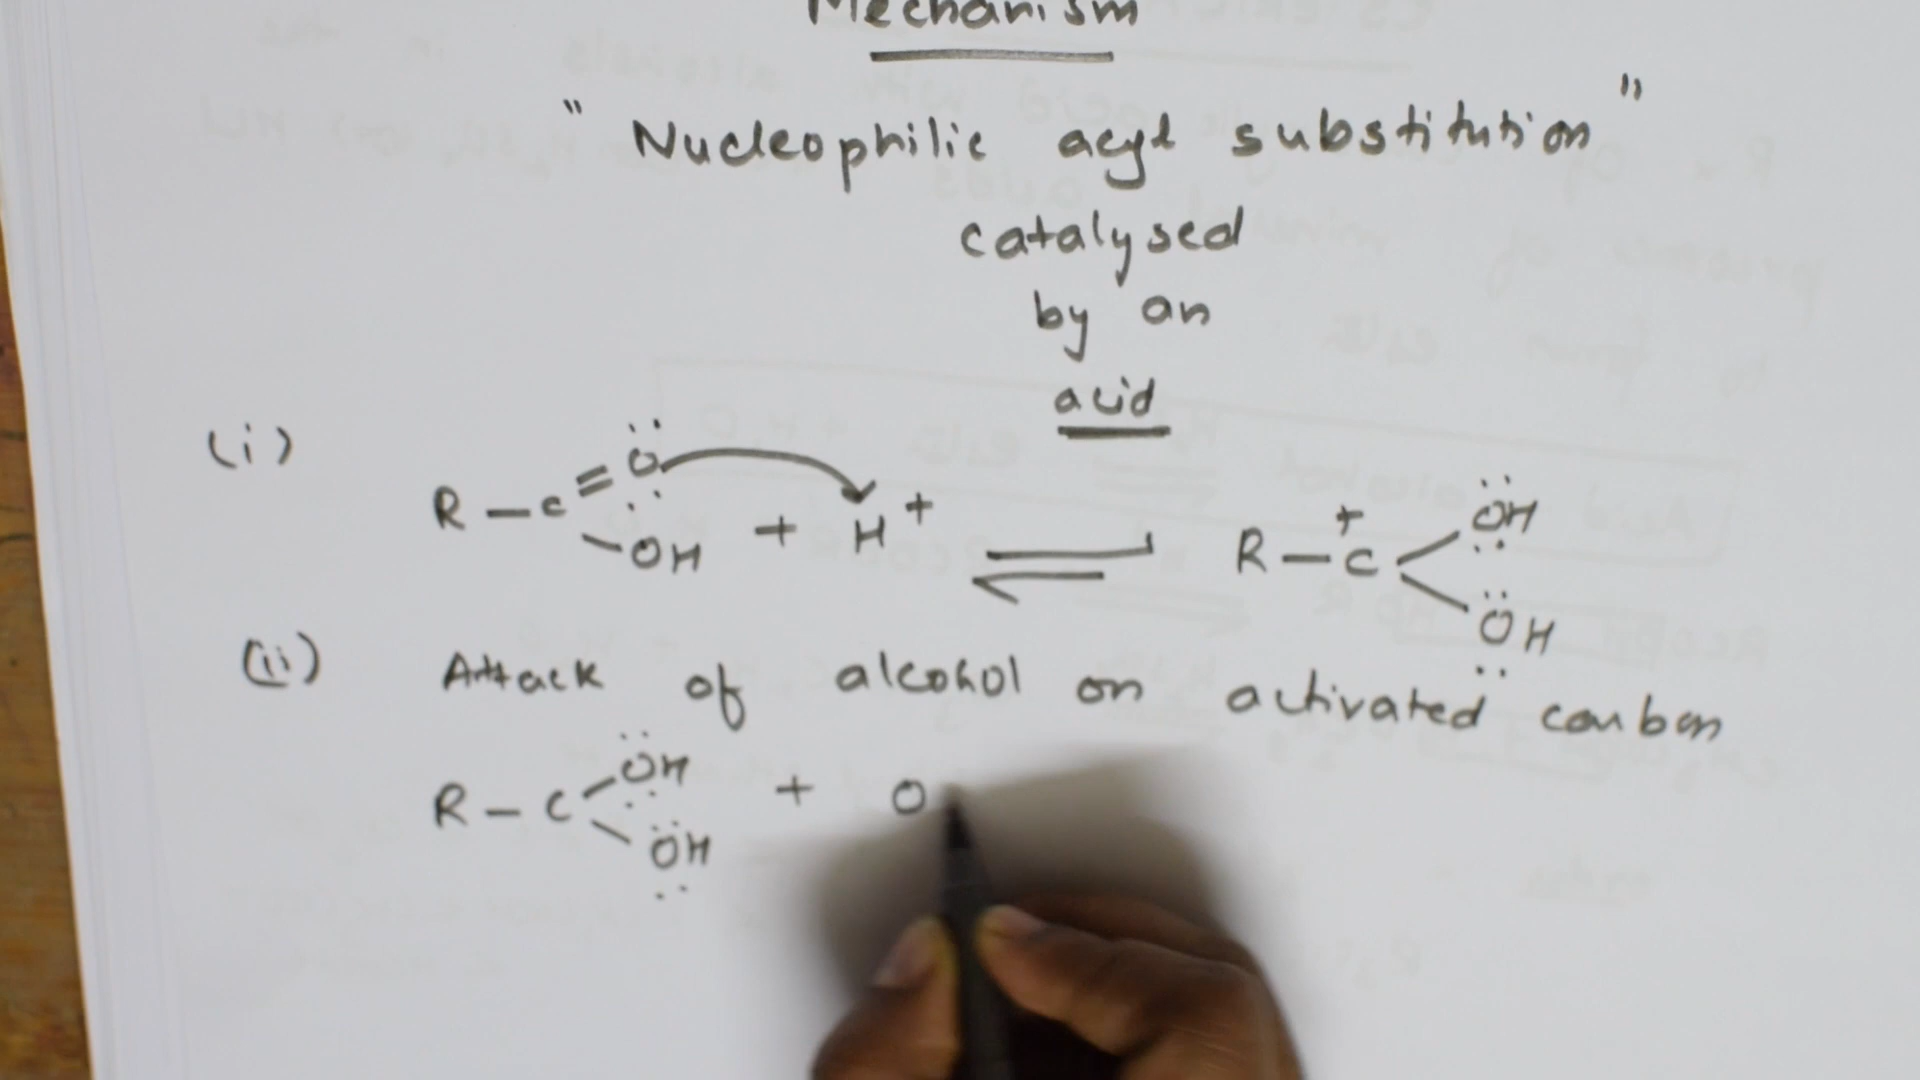 Mechanism
"Nucleophilic acyl substitution"
catalysed
by an
acid
(i) R – C = O OH + H+ ⇌ R – C+ OH OH
(ii) Attack of alcohol on activated carbon
R – C OH OH + O